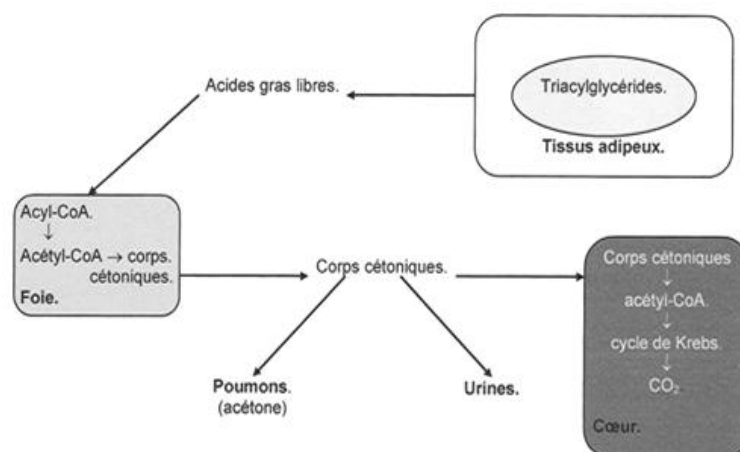 Triacylglycérides.
Acides gras libres.
Tissus adipeux.
Acyl-CoA.
↓
Acétyl-CoA → corps.
cétoniques.
Foie.
Corps cétoniques.
Corps cétoniques
↓
acétyl-CoA.
↓
cycle de Krebs.
↓
CO₂
Cœur.
Poumons.
(acétone)
Urines.